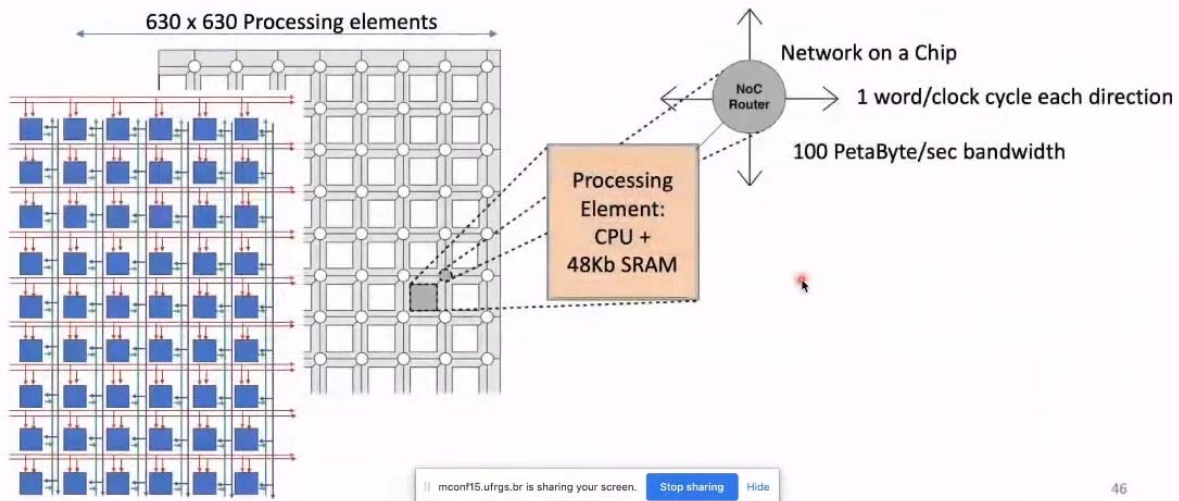 630 x 630 Processing elements
Network on a Chip
NoC
Router
1 word/clock cycle each direction
100 PetaByte/sec bandwidth
Processing
Element:
CPU +
48Kb SRAM
mconf15.ufrgs.br is sharing your screen.
Stop sharing
Hide
46